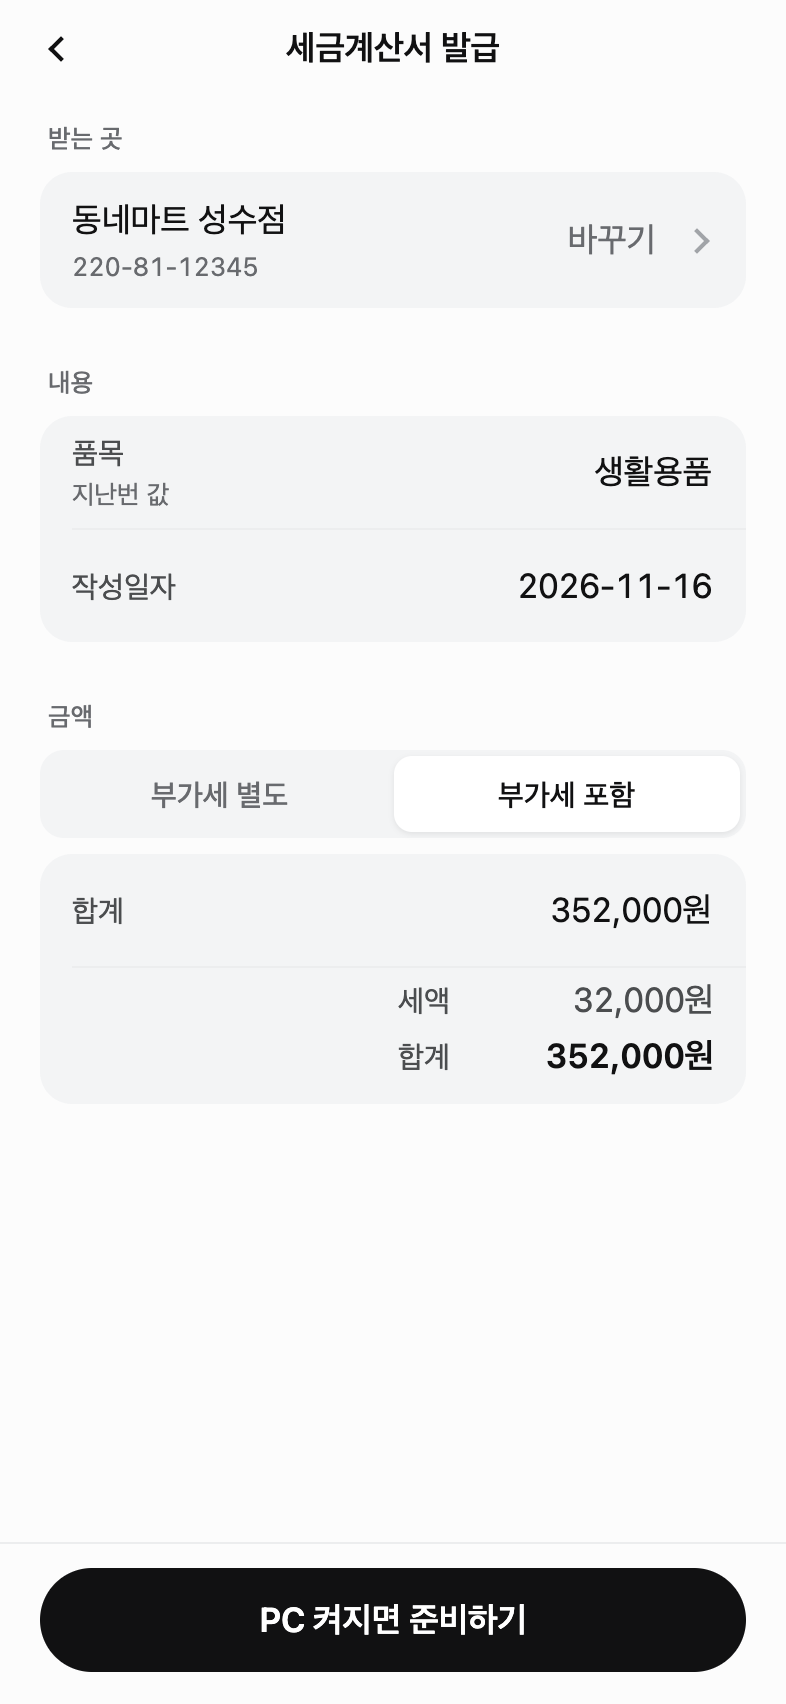 세금계산서 발급
받는 곳
동네마트 성수점
220-81-12345
바꾸기
내용
품목
지난번 값
생활용품
작성일자
2026-11-16
금액
부가세 별도
부가세 포함
합계
352,000원
세액
32,000원
합계
352,000원
PC 켜지면 준비하기